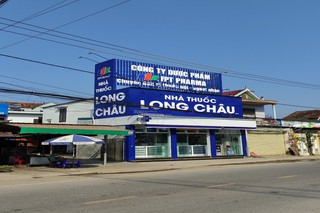 CÔNG TY DƯỢC PHẨM
FPT PHARMA
NHÀ THUỐC
LONG CHÂU
LONG
CHÂU